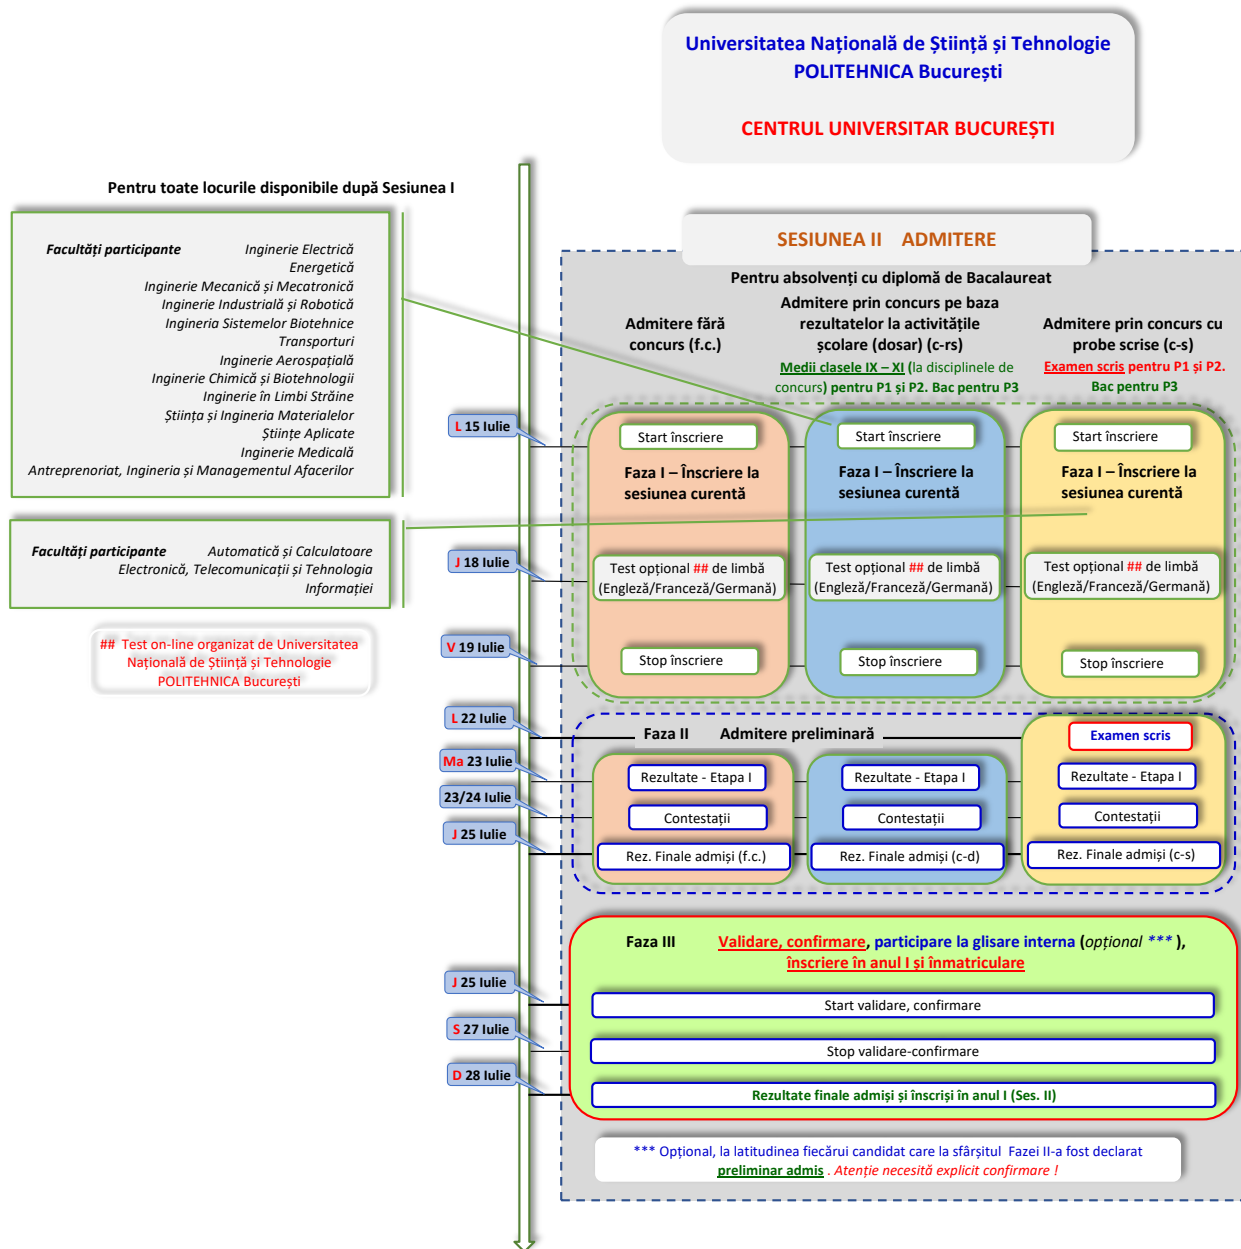 Universitatea Națională de Știință și Tehnologie
POLITEHNICA București
CENTRUL UNIVERSITAR BUCUREȘTI
Pentru toate locurile disponibile după Sesiunea I
Facultăți participante Inginerie Electrică
Energetică
Inginerie Mecanică și Mecatronică
Inginerie Industrială și Robotică
Ingineria Sistemelor Biotehnice
Transporturi
Inginerie Aerospațială
Inginerie Chimică și Biotehnologii
Inginerie în Limbi Străine
Știința și Ingineria Materialelor
Științe Aplicate
Inginerie Medicală
Antreprenoriat, Ingineria și Managementul Afacerilor
Facultăți participante Automatică și Calculatoare
Electronică, Telecomunicații și Tehnologia
Informației
## Test on-line organizat de Universitatea
Națională de Știință și Tehnologie
POLITEHNICA București
SESIUNEA II ADMITERE
Pentru absolvenți cu diplomă de Bacalaureat
Admitere fără
concurs (f.c.)
Admitere prin concurs pe baza
rezultatelor la activitățile
școlare (dosar) (c-rs)
Medii clasele IX – XI (la disciplinele de
concurs) pentru P1 și P2. Bac pentru P3
Admitere prin concurs cu
probe scrise (c-s)
Examen scris pentru P1 și P2.
Bac pentru P3
L 15 Iulie
Start înscriere
Start înscriere
Start înscriere
Faza I – Înscriere la
sesiunea curentă
Faza I – Înscriere la
sesiunea curentă
Faza I – Înscriere la
sesiunea curentă
J 18 Iulie
Test opțional ## de limbă
(Engleză/Franceză/Germană)
Test opțional ## de limbă
(Engleză/Franceză/Germană)
Test opțional ## de limbă
(Engleză/Franceză/Germană)
V 19 Iulie
Stop înscriere
Stop înscriere
Stop înscriere
L 22 Iulie
Faza II Admitere preliminară
Examen scris
Ma 23 Iulie
Rezultate - Etapa I
Rezultate - Etapa I
Rezultate - Etapa I
23/24 Iulie
Contestații
Contestații
Contestații
J 25 Iulie
Rez. Finale admiși (f.c.)
Rez. Finale admiși (c-d)
Rez. Finale admiși (c-s)
Faza III Validare, confirmare, participare la glisare interna (opțional *** ),
înscriere în anul I și înmatriculare
J 25 Iulie
Start validare, confirmare
S 27 Iulie
Stop validare-confirmare
D 28 Iulie
Rezultate finale admiși și înscriși în anul I (Ses. II)
*** Opțional, la latitudinea fiecărui candidat care la sfârșitul Fazei II-a fost declarat
preliminar admis . Atenție necesită explicit confirmare !